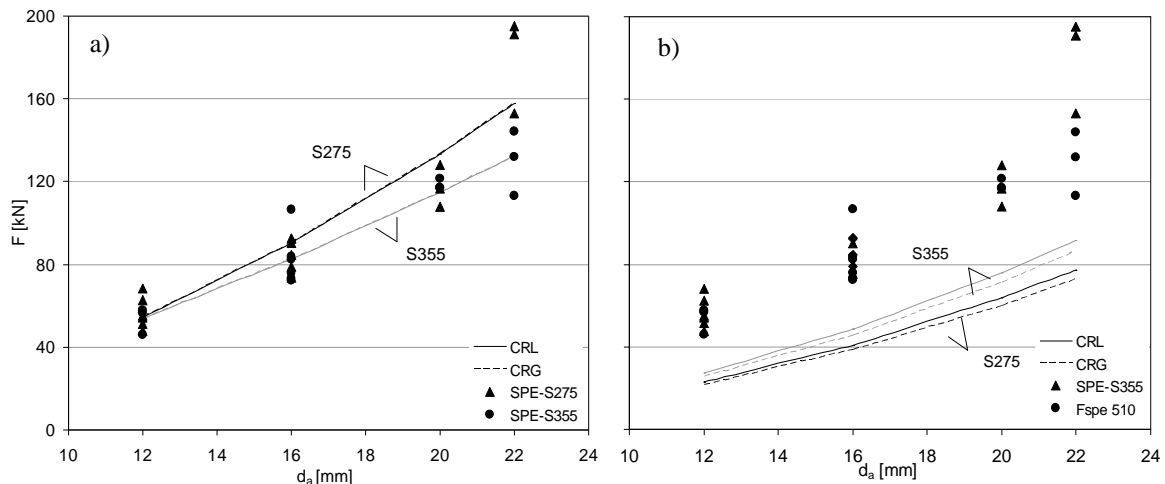 200
160
120
80
40
0
F [kN]
a)
S275
S355
CRL
CRG
SPE-S275
SPE-S355
10 12 14 16 18 20 22 24
da [mm]
b)
S355
S275
CRL
CRG
SPE-S355
Fspe 510
10 12 14 16 18 20 22 24
da [mm]